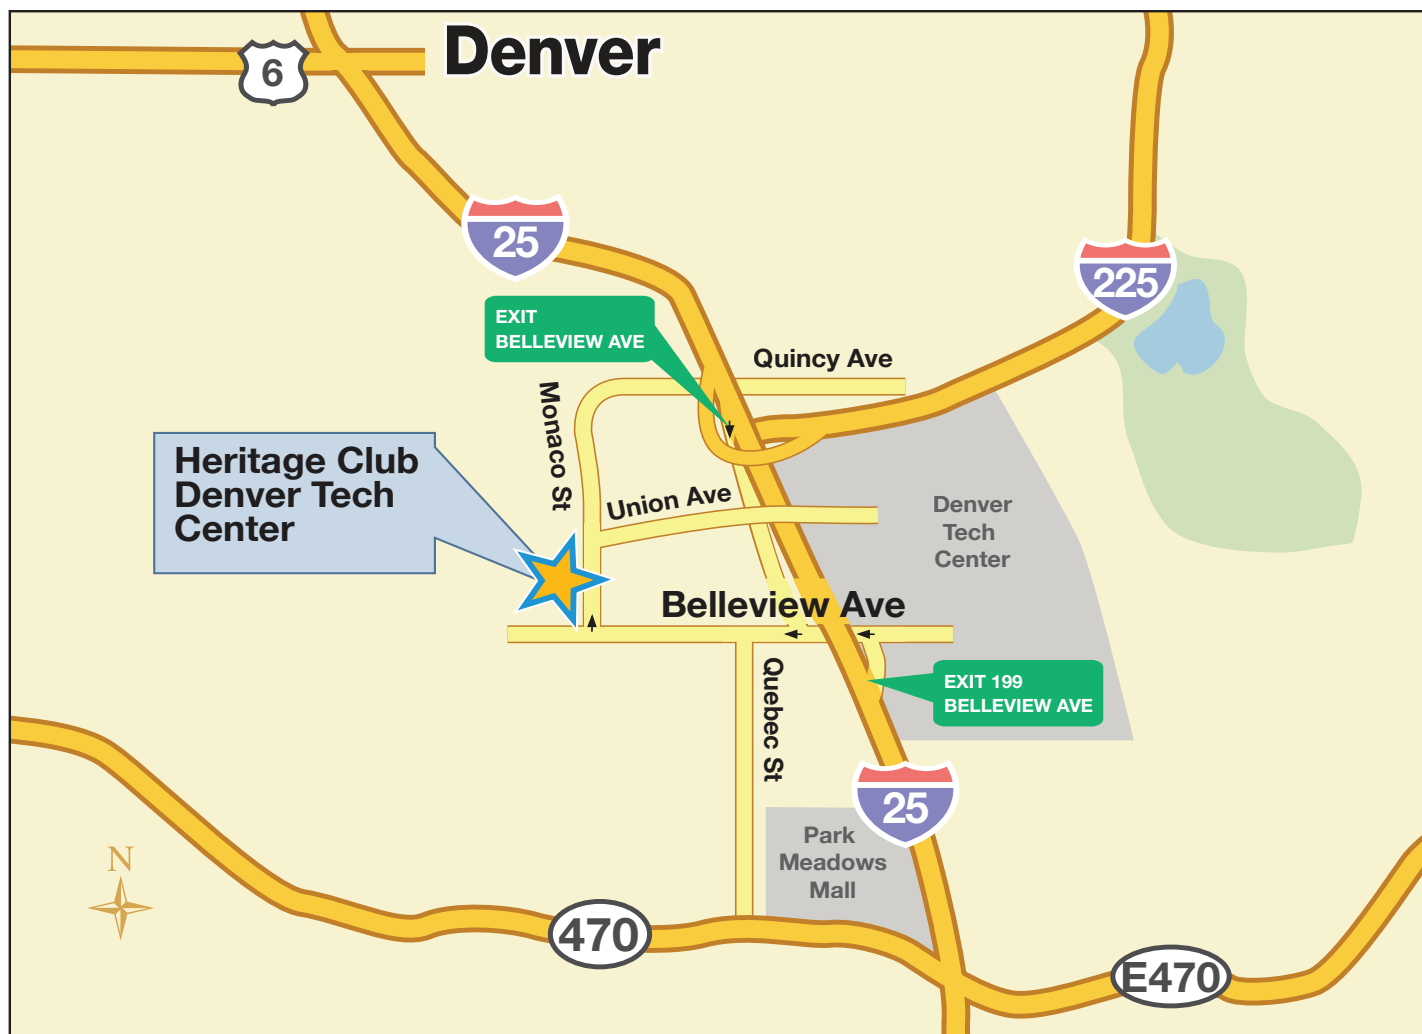 Denver
6
25
225
EXIT
BELLEVIEW AVE
Quincy Ave
Monaco St
Heritage Club
Denver Tech
Center
Union Ave
Denver
Tech
Center
Belleview Ave
Quebec St
EXIT 199
BELLEVIEW AVE
25
Park
Meadows
Mall
N
470
E470